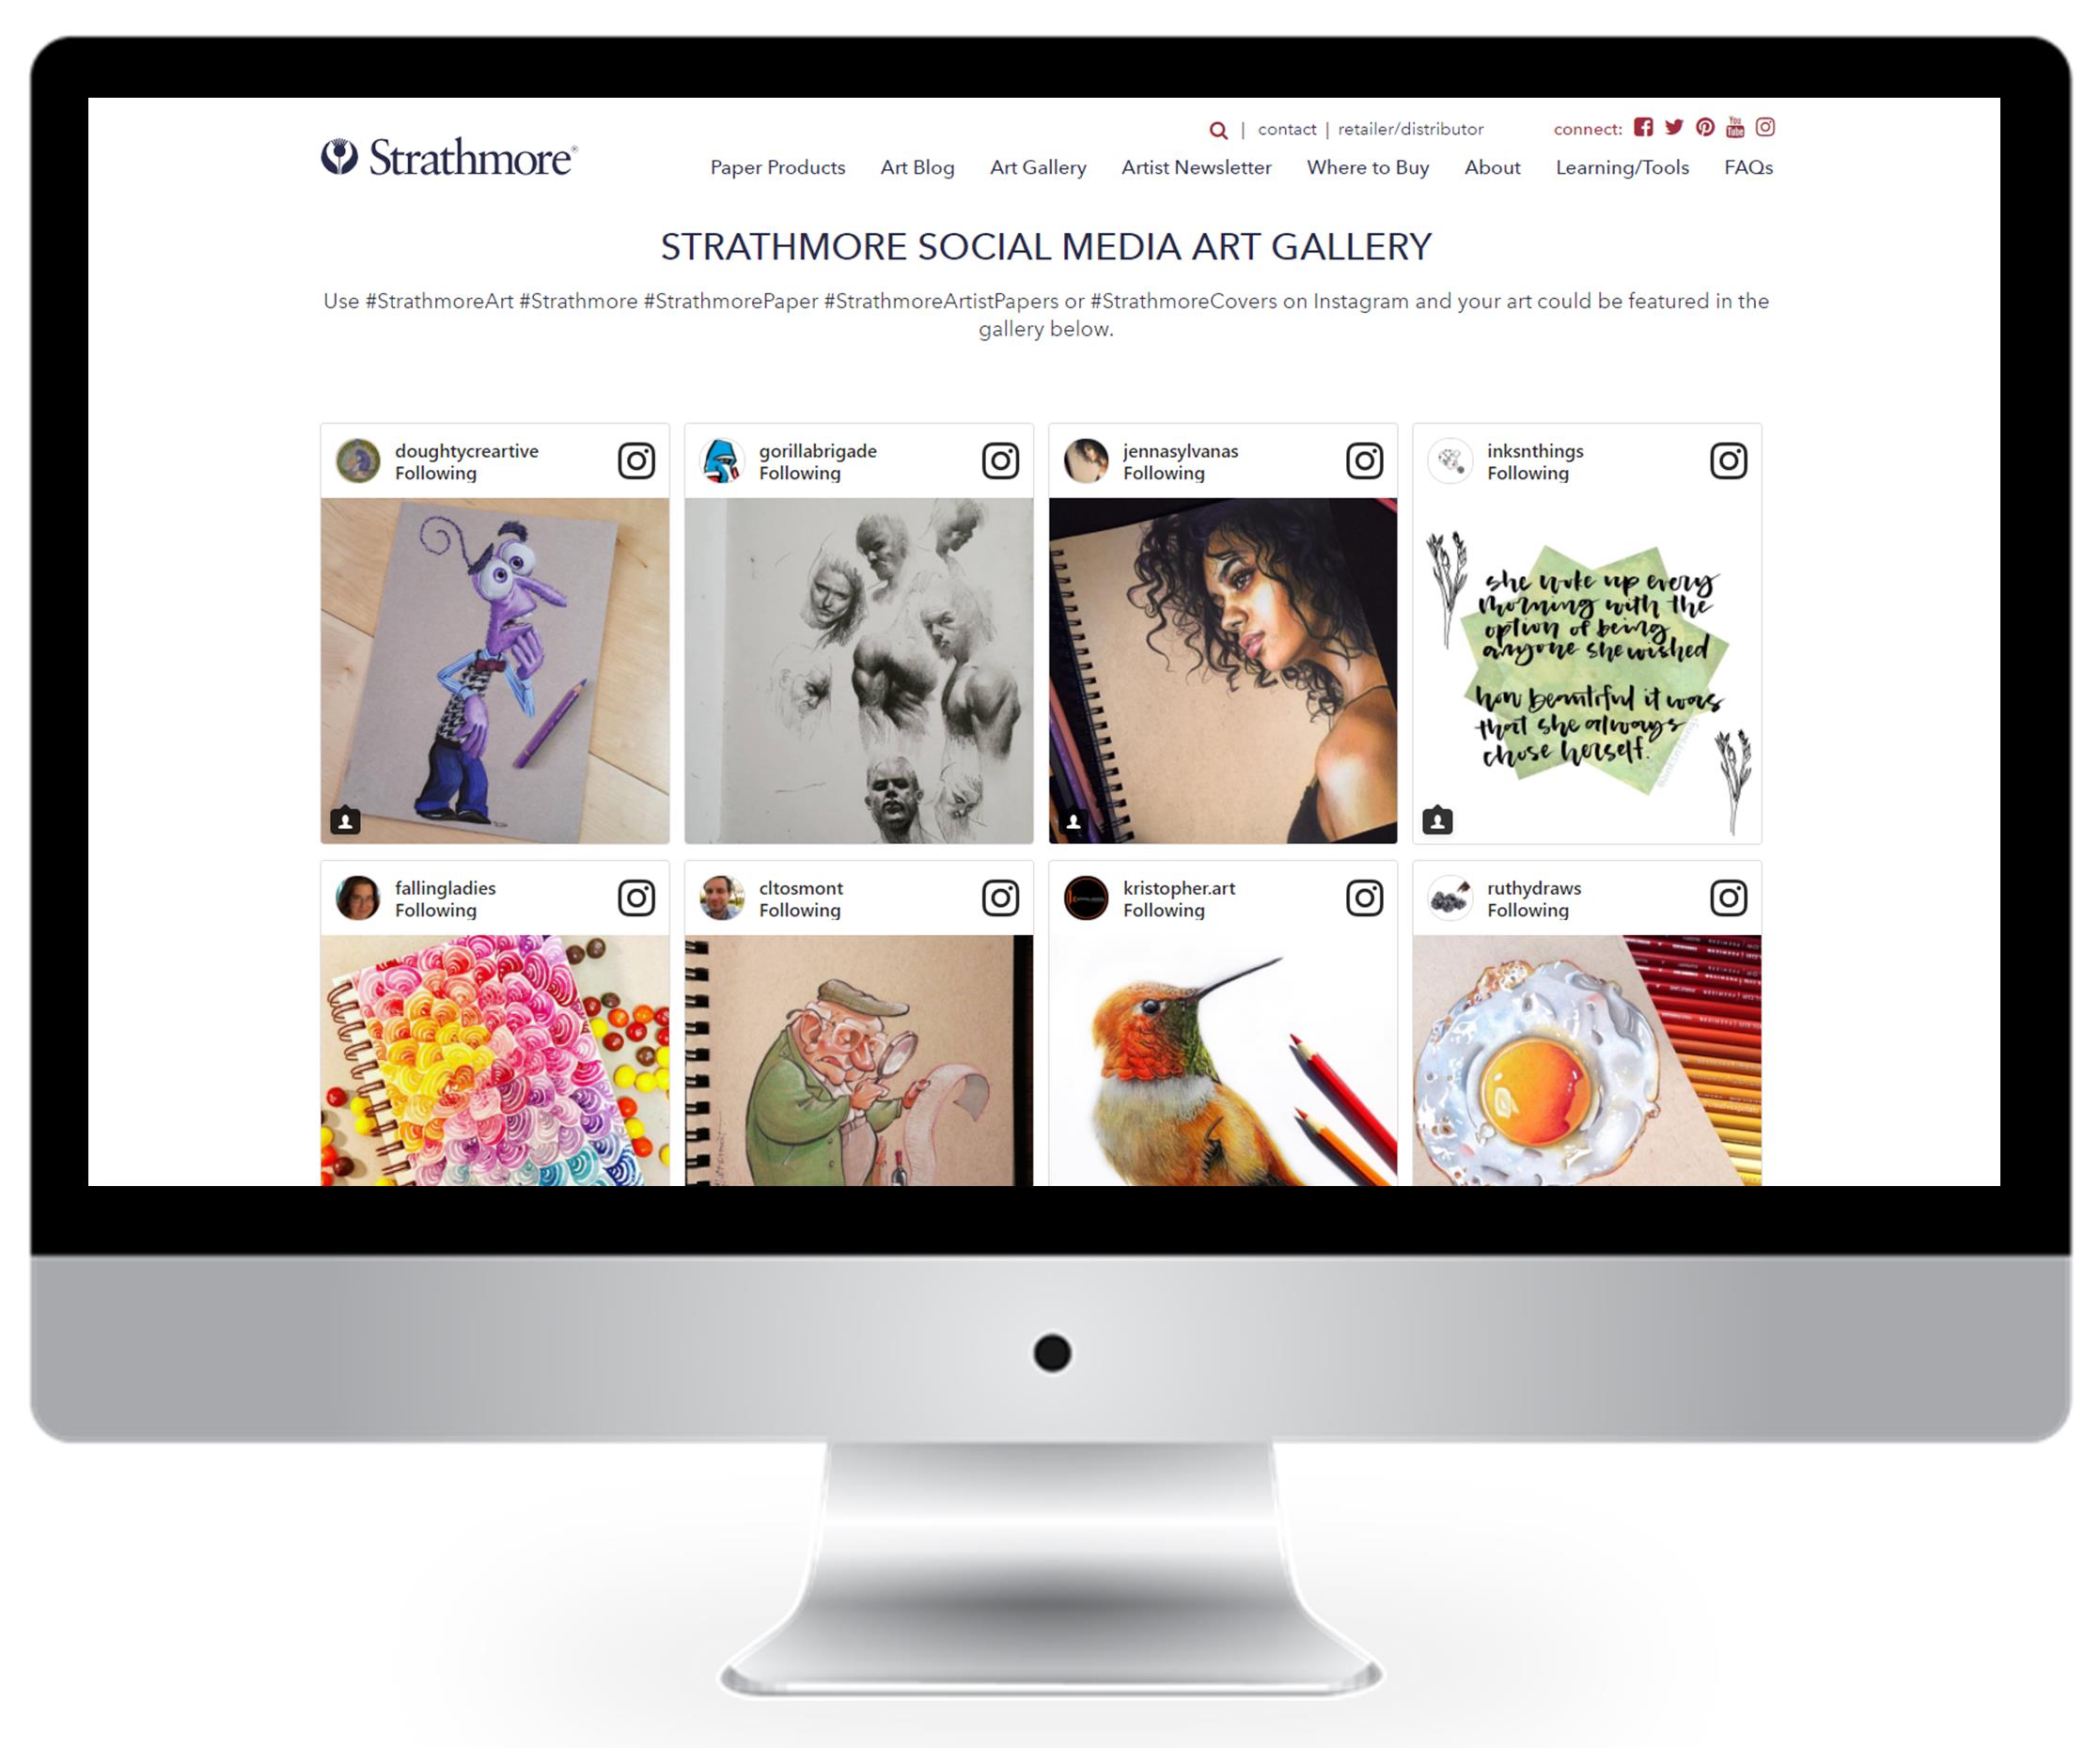 Strathmore®
contact | retailer/distributor
connect:
You Tube
Paper Products Art Blog Art Gallery Artist Newsletter Where to Buy About Learning/Tools FAQs
STRATHMORE SOCIAL MEDIA ART GALLERY
Use #StrathmoreArt #Strathmore #StrathmorePaper #StrathmoreArtistPapers or #StrathmoreCovers on Instagram and your art could be featured in the
gallery below.
doughtycreartive
Following
gorillabrigade
Following
jennasylvanas
Following
inksnthings
Following
she woke up every
morning with the
option of being
anyone she wished
how beautiful it was
that she always
chose herself.
fallingladies
Following
cltosmont
Following
kristopher.art
Following
ruthydraws
Following